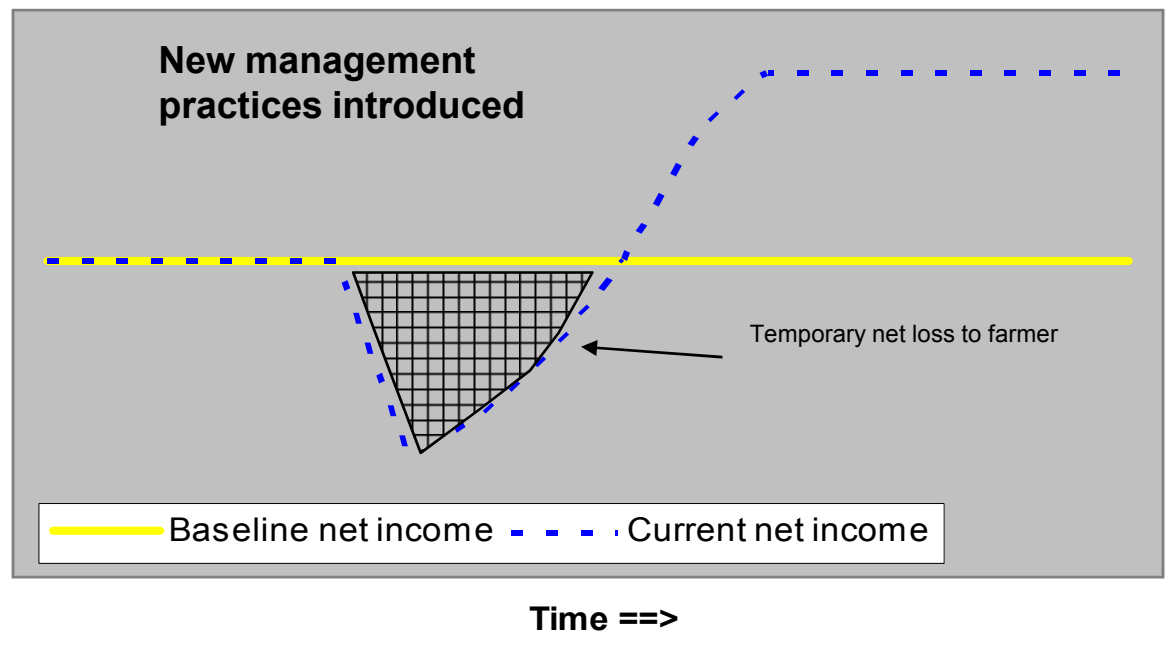 New management
practices introduced
Temporary net loss to farmer
Baseline net income
Current net income
Time ==>